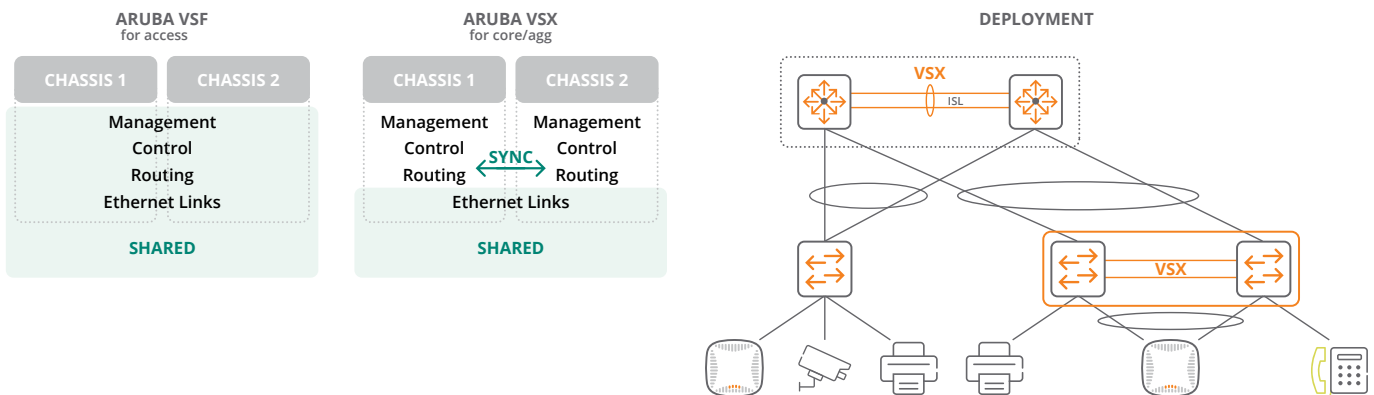 ARUBA VSF
for access
CHASSIS 1
CHASSIS 2
Management
Control
Routing
Ethernet Links
SHARED
ARUBA VSX
for core/agg
CHASSIS 1
CHASSIS 2
Management
Control
Routing
SYNC
Management
Control
Routing
Ethernet Links
SHARED
DEPLOYMENT
VSX
ISL
VSX